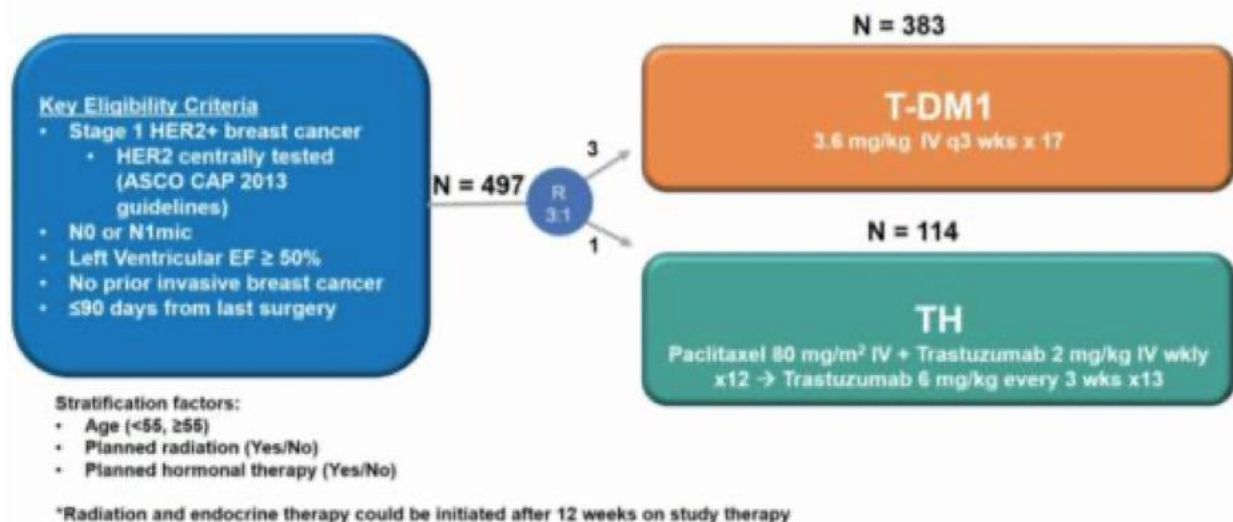 Key Eligibility Criteria
• Stage 1 HER2+ breast cancer
• HER2 centrally tested
(ASCO CAP 2013
guidelines)
• N0 or N1mic
• Left Ventricular EF ≥ 50%
• No prior invasive breast cancer
• ≤90 days from last surgery
N = 497
R
3:1
3
1
N = 383
T-DM1
3.6 mg/kg IV q3 wks x 17
N = 114
TH
Paclitaxel 80 mg/m² IV + Trastuzumab 2 mg/kg IV wkly
x12 → Trastuzumab 6 mg/kg every 3 wks x13
Stratification factors:
• Age (<55, ≥55)
• Planned radiation (Yes/No)
• Planned hormonal therapy (Yes/No)
*Radiation and endocrine therapy could be initiated after 12 weeks on study therapy